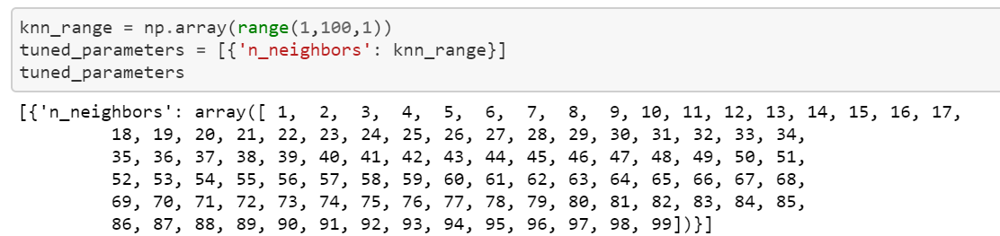 knn_range = np.array(range(1,100,1))
tuned_parameters = [{'n_neighbors': knn_range}]
tuned_parameters
[{'n_neighbors': array([ 1,  2,  3,  4,  5,  6,  7,  8,  9, 10, 11, 12, 13, 14, 15, 16, 17,
        18, 19, 20, 21, 22, 23, 24, 25, 26, 27, 28, 29, 30, 31, 32, 33, 34,
        35, 36, 37, 38, 39, 40, 41, 42, 43, 44, 45, 46, 47, 48, 49, 50, 51,
        52, 53, 54, 55, 56, 57, 58, 59, 60, 61, 62, 63, 64, 65, 66, 67, 68,
        69, 70, 71, 72, 73, 74, 75, 76, 77, 78, 79, 80, 81, 82, 83, 84, 85,
        86, 87, 88, 89, 90, 91, 92, 93, 94, 95, 96, 97, 98, 99])}]